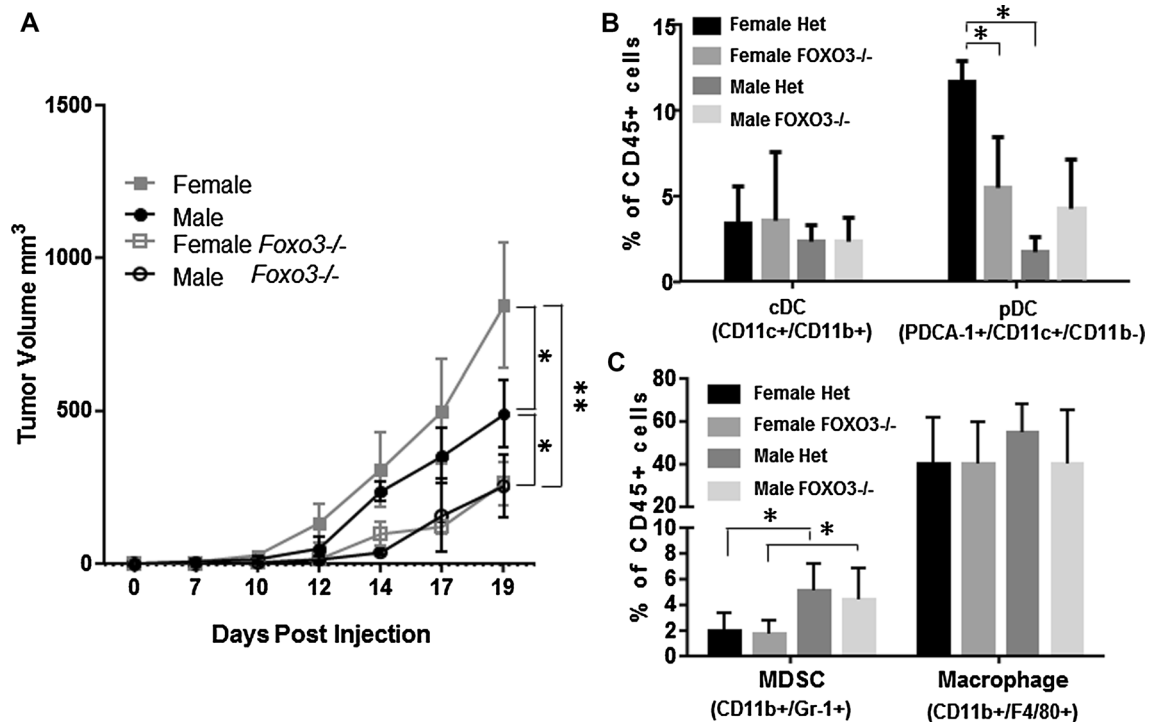 A
Tumor Volume mm3
1500
1000
500
0
Female
Male
Female Foxo3-/-
Male Foxo3-/-
*
*
**
0 7 10 12 14 17 19
Days Post Injection
B
% of CD45+ cells
15
10
5
0
Female Het
Female FOXO3-/-
Male Het
Male FOXO3-/-
*
*
cDC
(CD11c+/CD11b+)
pDC
(PDCA-1+/CD11c+/CD11b-)
C
% of CD45+ cells
80
60
40
20
10
8
6
4
2
0
Female Het
Female FOXO3-/-
Male Het
Male FOXO3-/-
*
*
MDSC
(CD11b+/Gr-1+)
Macrophage
(CD11b+/F4/80+)